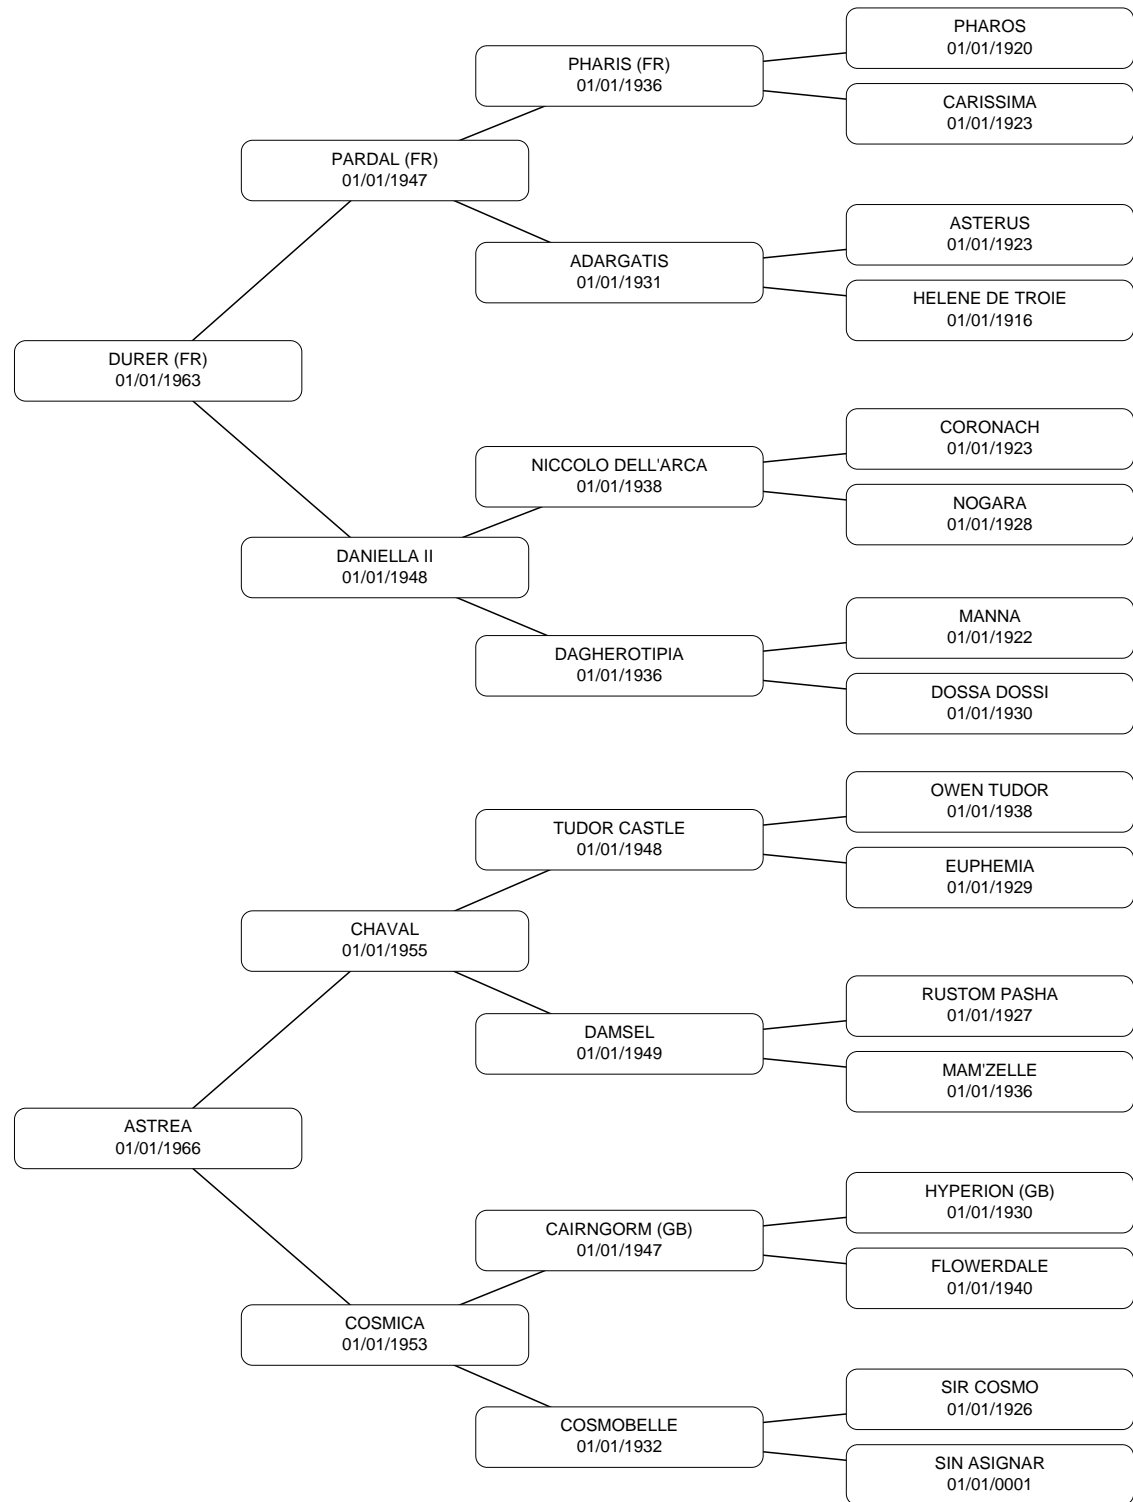 PHAROS
01/01/1920
PHARIS (FR)
01/01/1936
CARISSIMA
01/01/1923
PARDAL (FR)
01/01/1947
ASTERUS
01/01/1923
ADARGATIS
01/01/1931
HELENE DE TROIE
01/01/1916
DURER (FR)
01/01/1963
CORONACH
01/01/1923
NICCOLO DELL'ARCA
01/01/1938
NOGARA
01/01/1928
DANIELLA II
01/01/1948
MANNA
01/01/1922
DAGHEROTIPIA
01/01/1936
DOSSA DOSSI
01/01/1930
OWEN TUDOR
01/01/1938
TUDOR CASTLE
01/01/1948
EUPHEMIA
01/01/1929
CHAVAL
01/01/1955
RUSTOM PASHA
01/01/1927
DAMSEL
01/01/1949
MAM'ZELLE
01/01/1936
ASTREA
01/01/1966
HYPERION (GB)
01/01/1930
CAIRNGORM (GB)
01/01/1947
FLOWERDALE
01/01/1940
COSMICA
01/01/1953
SIR COSMO
01/01/1926
COSMOBELLE
01/01/1932
SIN ASIGNAR
01/01/0001